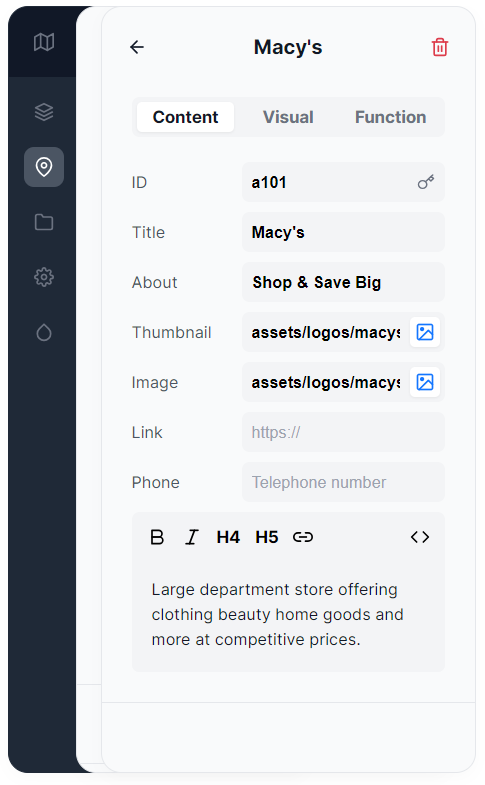 Macy's
Content Visual Function
ID a101
Title Macy's
About Shop & Save Big
Thumbnail assets/logos/macys
Image assets/logos/macys
Link https://
Phone Telephone number
B I H4 H5
Large department store offering
clothing beauty home goods and
more at competitive prices.